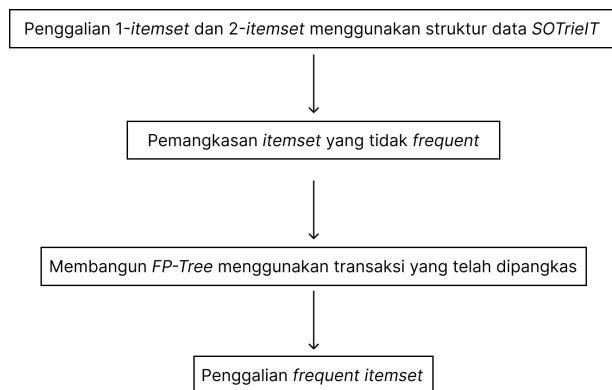 Penggalian 1-itemset dan 2-itemset menggunakan struktur data SOTrieIT
Pemangkasan itemset yang tidak frequent
Membangun FP-Tree menggunakan transaksi yang telah dipangkas
Penggalian frequent itemset